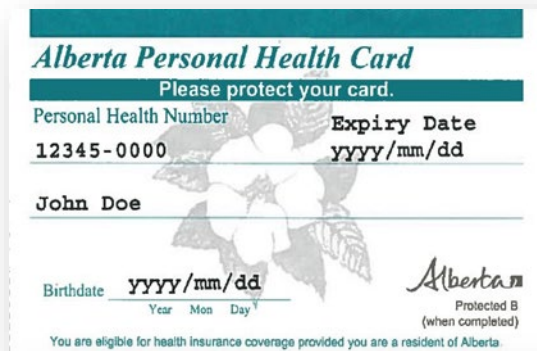 Alberta Personal Health Card
Please protect your card.
Personal Health Number
Expiry Date
12345-0000
yyyy/mm/dd
John Doe
Birthdate yyyy/mm/dd
Year Mon Day
Alberta
Protected B
(when completed)
You are eligible for health insurance coverage provided you are a resident of Alberta